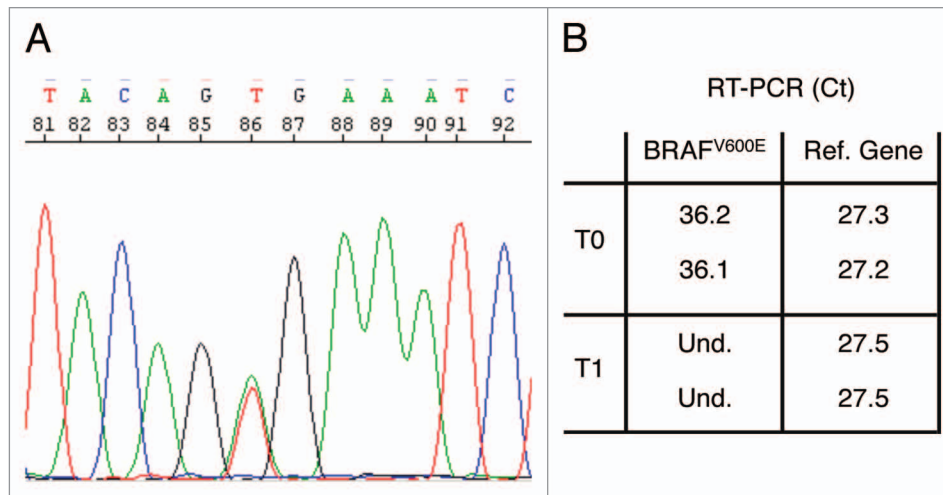 A
T A C A G T G A A A T C
81 82 83 84 85 86 87 88 89 90 91 92
B
RT-PCR (Ct)
BRAFV600E Ref. Gene
T0
36.2 27.3
36.1 27.2
T1
Und. 27.5
Und. 27.5